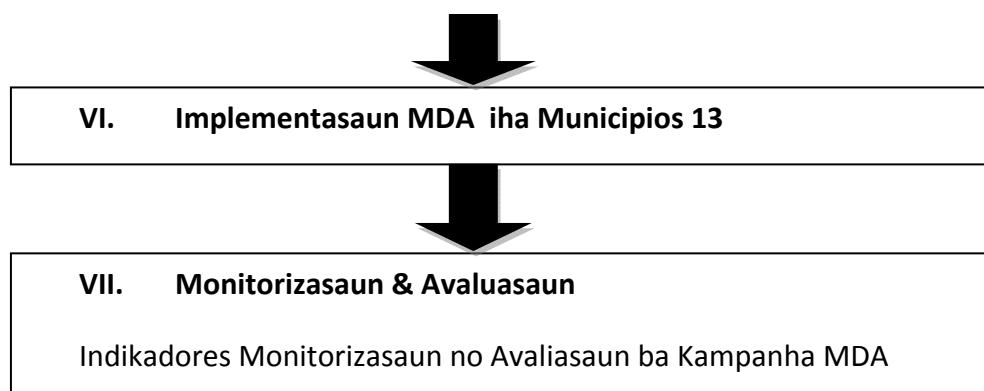 VI. Implementasaun MDA iha Municipios 13
VII. Monitorizasaun & Avaluasaun
Indikadores Monitorizasaun no Avaliasaun ba Kampanha MDA